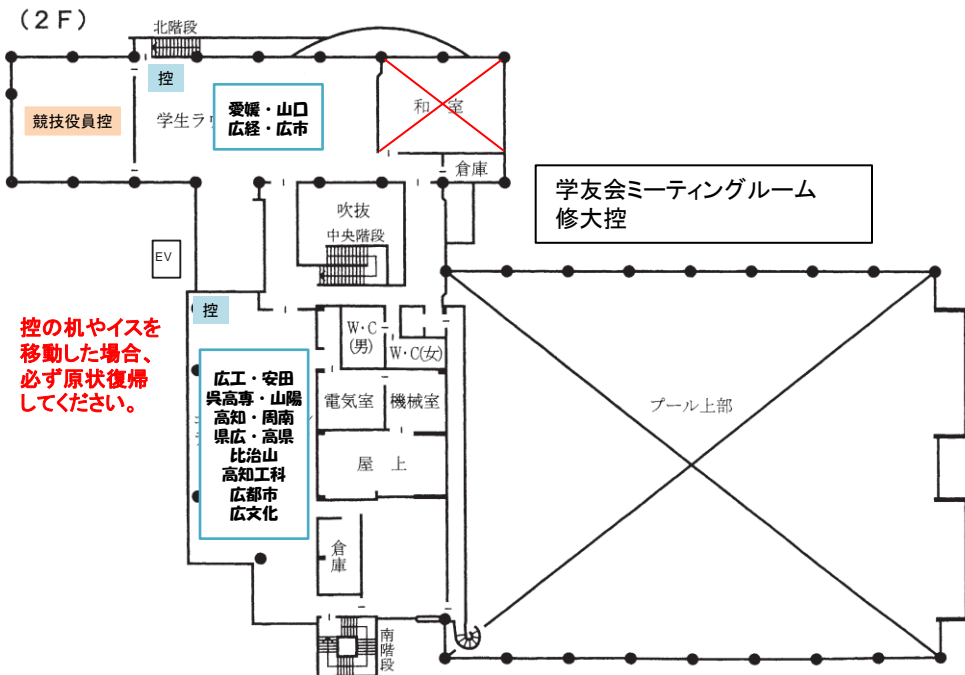 （2F）
北階段
控
競技役員控
学生ラ
愛媛・山口
広経・広市
和室
倉庫
学友会ミーティングルーム
修大控
吹抜
中央階段
EV
控
控の机やイスを
移動した場合、
必ず原状復帰
してください。
W・C
(男)
W・C(女)
広工・安田
呉高専・山陽
高知・周南
県広・高県
比治山
高知工科
広都市
広文化
電気室
機械室
プール上部
屋上
倉庫
南階段